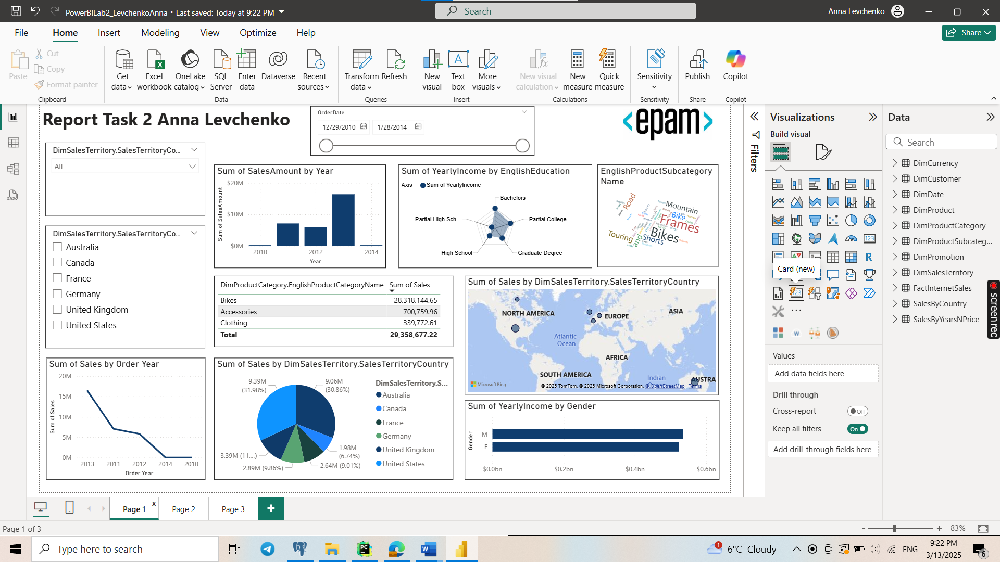 PowerBILab2_LevchenkoAnna • Last saved: Today at 9:22 PM
Search
Anna Levchenko
File
Home
Insert
Modeling
View
Optimize
Help
Share
Paste
Cut
Copy
Format painter
Clipboard
Get data
Excel workbook
OneLake catalog
SQL Server
Enter data
Dataverse
Recent sources
Data
Transform data
Refresh
Queries
New visual
Text box
More visuals
Insert
New visual calculation
New measure
Quick measure
Calculations
Sensitivity
Sensitivity
Publish
Share
Copilot
Copilot
Report Task 2 Anna Levchenko
OrderDate
12/29/2010
1/28/2014
<epam>
DimSalesTerritory.SalesTerritoryCo...
All
DimSalesTerritory.SalesTerritoryCo...
Australia
Canada
France
Germany
United Kingdom
United States
Sum of SalesAmount by Year
Sum of SalesAmount
$20M
$10M
$0M
2010
2012
2014
Year
Sum of YearlyIncome by EnglishEducation
Axis
Sum of YearlyIncome
Bachelors
Partial College
Graduate Degree
High School
Partial High Sch...
EnglishProductSubcategory
Name
Road
Mountain
Bike
Frames
Bikes
Touring
Shorts
and
DimProductCategory.EnglishProductCategoryName Sum of Sales
Bikes 28,318,144.65
Accessories 700,759.96
Clothing 339,772.61
Total 29,358,677.22
Sum of Sales by DimSalesTerritory.SalesTerritoryCountry
NORTH AMERICA
EUROPE
ASIA
Atlantic
Ocean
AFRICA
SOUTH AMERICA
Indian
AUSTRA
Microsoft Bing
© 2025 TomTom, © 2025 Microsoft Corporation, © OpenStreetMap Terms
Sum of Sales by Order Year
Sum of Sales
20M
15M
10M
5M
0M
2013
2011
2012
2014
2010
Order Year
Sum of Sales by DimSalesTerritory.SalesTerritoryCountry
9.39M
(31.98%)
9.06M
(30.86%)
1.98M
(6.74%)
2.64M (9.01%)
2.89M (9.86%)
3.39M (11....)
DimSalesTerritory.S...
Australia
Canada
France
Germany
United Kingdom
United States
Sum of YearlyIncome by Gender
Gender
M
F
$0.0bn
$0.2bn
$0.4bn
$0.6bn
Filters
Visualizations
Build visual
Card (new)
Values
Add data fields here
Drill through
Cross-report
Off
Keep all filters
On
Add drill-through fields here
Data
Search
DimCurrency
DimCustomer
DimDate
DimProduct
DimProductCategory
DimProductSubcateg...
DimPromotion
DimSalesTerritory
FactInternetSales
SalesByCountry
SalesByYearsNPrice
screenrec
Page 1
x
Page 2
Page 3
+
Page 1 of 3
- + 83%
Type here to search
1
6°C Cloudy
ENG
9:22 PM
3/13/2025
6